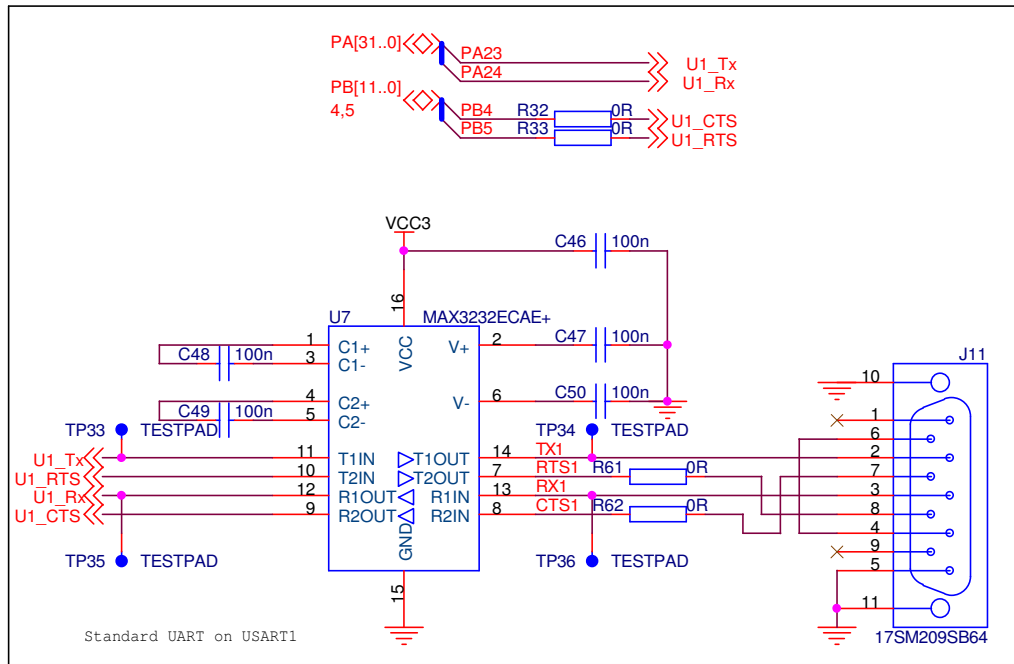 PA[31..0]
PA23
U1_Tx
PA24
U1_Rx
PB[11..0]
4,5
PB4 R32 0R
U1_CTS
PB5 R33 0R
U1_RTS
VCC3
C46 100n
16
U7 MAX3232ECAE+
1 C1+ VCC V+ 2 C47 100n
C48 100n 3 C1-
J11
10
4 C2+ V- 6 C50 100n
C49 100n 5 C2-
1
TP33 TESTPAD TP34 TESTPAD
6
U1_Tx 11 T1IN T1OUT 14 TX1 2
U1_RTS 10 T2IN T2OUT 7 RTS1 R61 0R 7
U1_Rx 12 R1OUT R1IN 13 RX1 3
U1_CTS 9 R2OUT GND R2IN 8 CTS1 R62 0R 8
4
9
TP35 TESTPAD TP36 TESTPAD 5
15
11
Standard UART on USART1
17SM209SB64